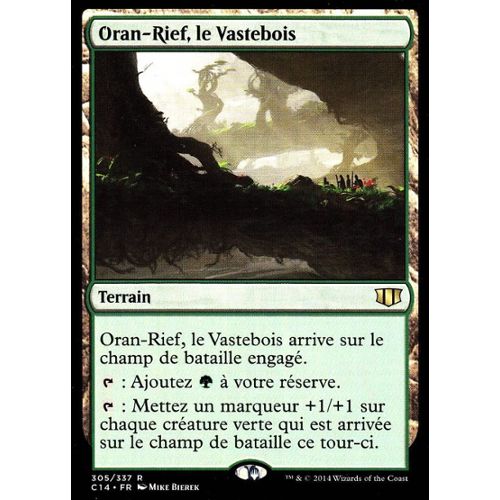 Oran-Rief, le Vastebois
Terrain
Oran-Rief, le Vastebois arrive sur le
champ de bataille engagé.
: Ajoutez à votre réserve.
: Mettez un marqueur +1/+1 sur
chaque créature verte qui est arrivée
sur le champ de bataille ce tour-ci.
305/337 R
C14 • FR Mike Bierek
™ & © 2014 Wizards of the Coast